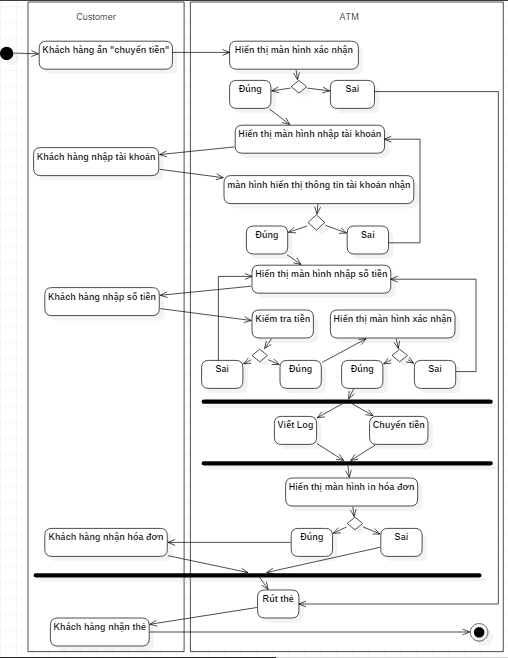 Customer
ATM
Khách hàng ấn "chuyển tiền"
Hiển thị màn hình xác nhận
Đúng
Sai
Hiển thị màn hình nhập tài khoản
Khách hàng nhập tài khoản
màn hình hiển thị thông tin tài khoản nhận
Đúng
Sai
Hiển thị màn hình nhập số tiền
Khách hàng nhập số tiền
Kiểm tra tiền
Hiển thị màn hình xác nhận
Sai
Đúng
Đúng
Sai
Viết Log
Chuyển tiền
Hiển thị màn hình in hóa đơn
Khách hàng nhận hóa đơn
Đúng
Sai
Rút thẻ
Khách hàng nhận thẻ